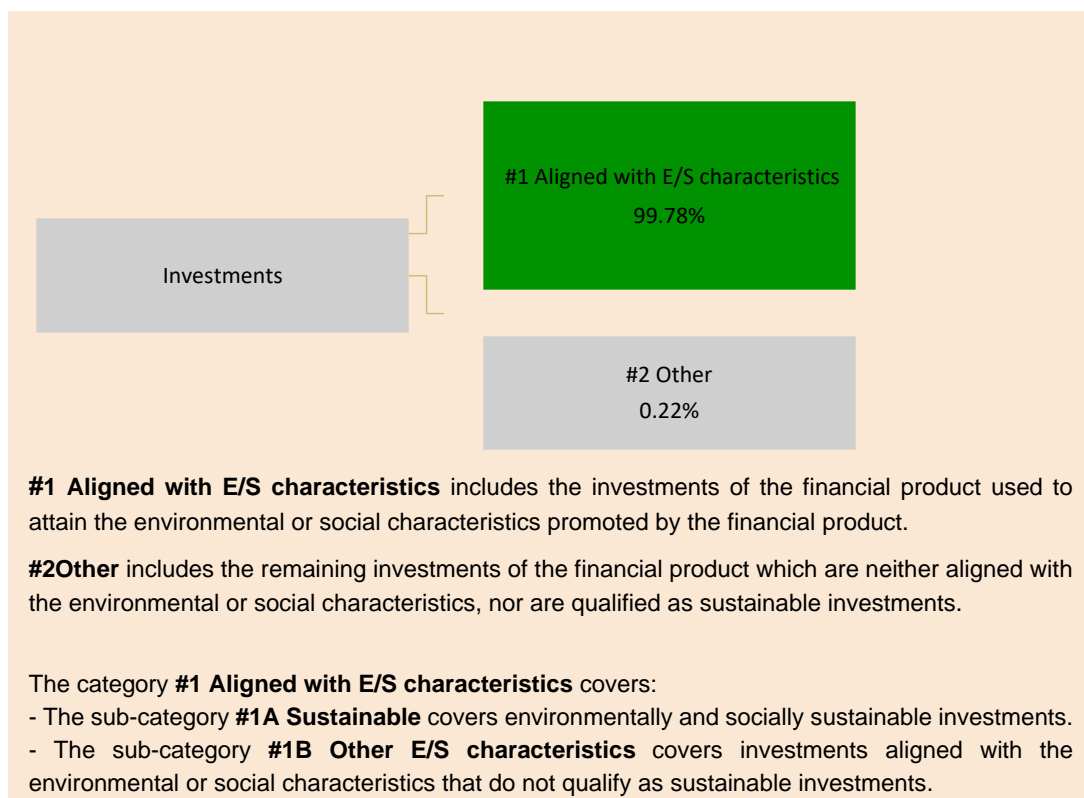 #1 Aligned with E/S characteristics
99.78%
Investments
#2 Other
0.22%
#1 Aligned with E/S characteristics includes the investments of the financial product used to
attain the environmental or social characteristics promoted by the financial product.
#2Other includes the remaining investments of the financial product which are neither aligned with
the environmental or social characteristics, nor are qualified as sustainable investments.
The category #1 Aligned with E/S characteristics covers:
- The sub-category #1A Sustainable covers environmentally and socially sustainable investments.
- The sub-category #1B Other E/S characteristics covers investments aligned with the
environmental or social characteristics that do not qualify as sustainable investments.